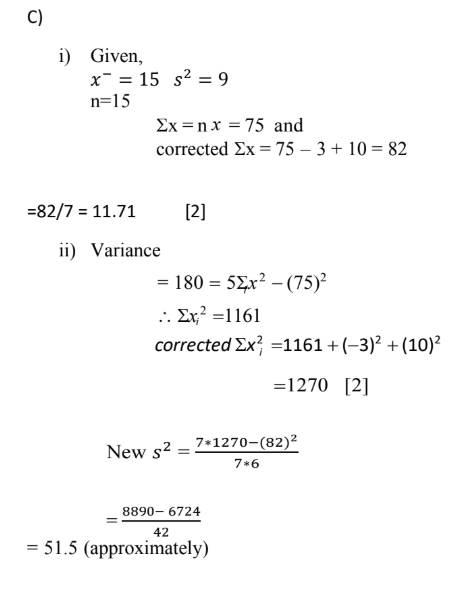 C)
i) Given,
x⁻ = 15 s² = 9
n=15
Σx = n x = 75 and
corrected Σx = 75 – 3 + 10 = 82
=82/7 = 11.71 [2]
ii) Variance
= 180 = 5Σx² – (75)²
∴ Σxᵢ² =1161
corrected Σxᵢ² =1161 + (−3)² + (10)²
=1270 [2]
New s² = (7*1270−(82)²)/(7*6)
= (8890− 6724)/42
= 51.5 (approximately)